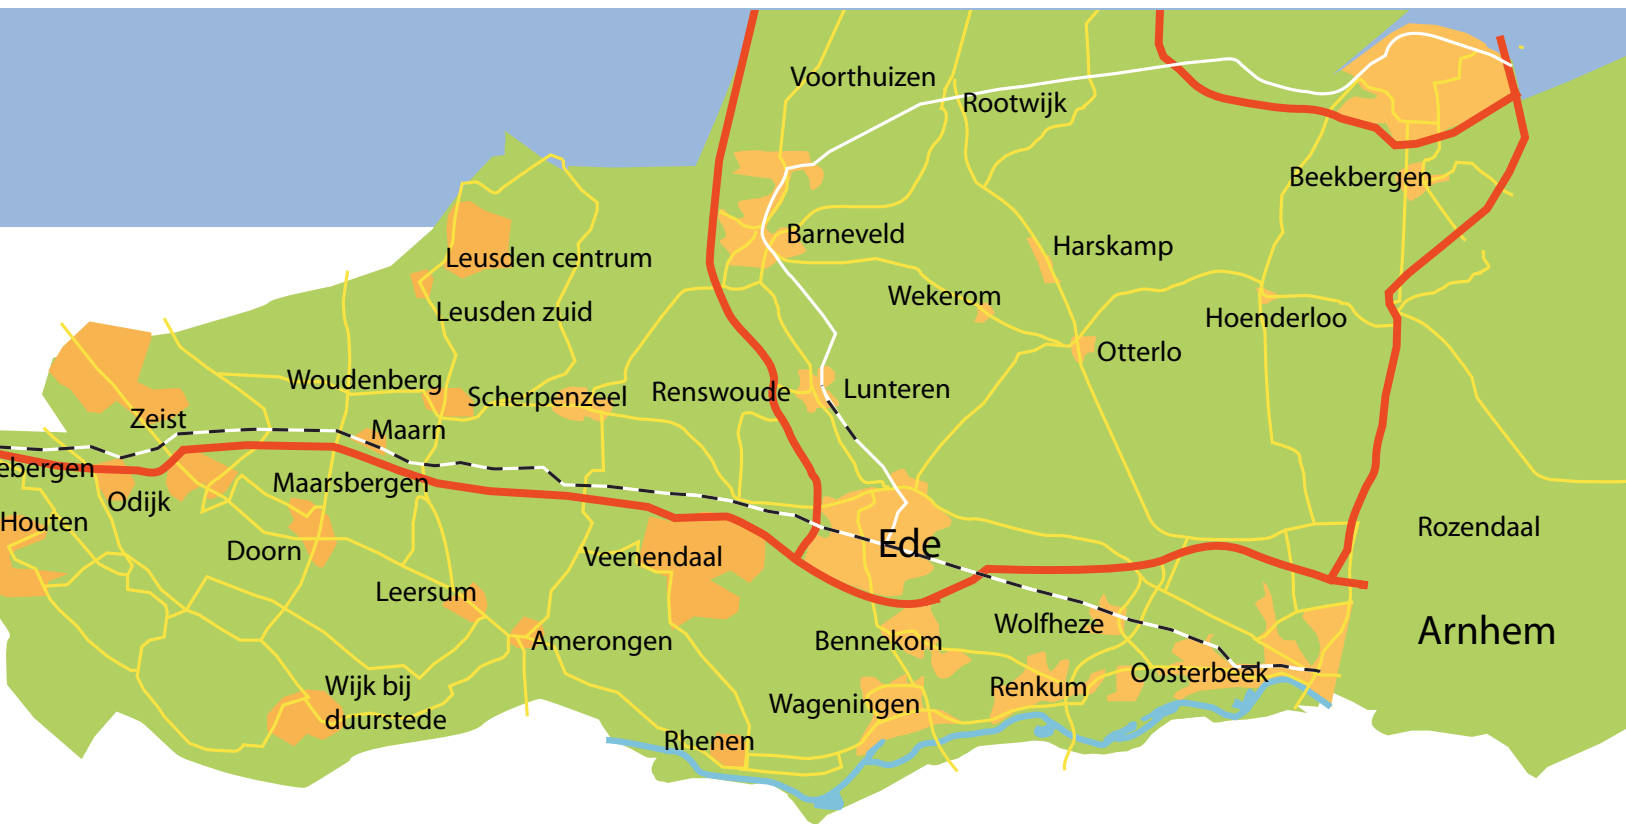 Voorthuizen
Rootwijk
Beekbergen
Barneveld
Harskamp
Leusden centrum
Wekerom
Leusden zuid
Hoenderloo
Otterlo
Woudenberg
Scherpenzeel
Renswoude
Lunteren
Zeist
Maarn
ebergen
Maarsbergen
Odijk
Houten
Rozendaal
Doorn
Veenendaal
Ede
Leersum
Amerongen
Bennekom
Wolfheze
Arnhem
Oosterbeek
Wijk bij
duurstede
Renkum
Wageningen
Rhenen